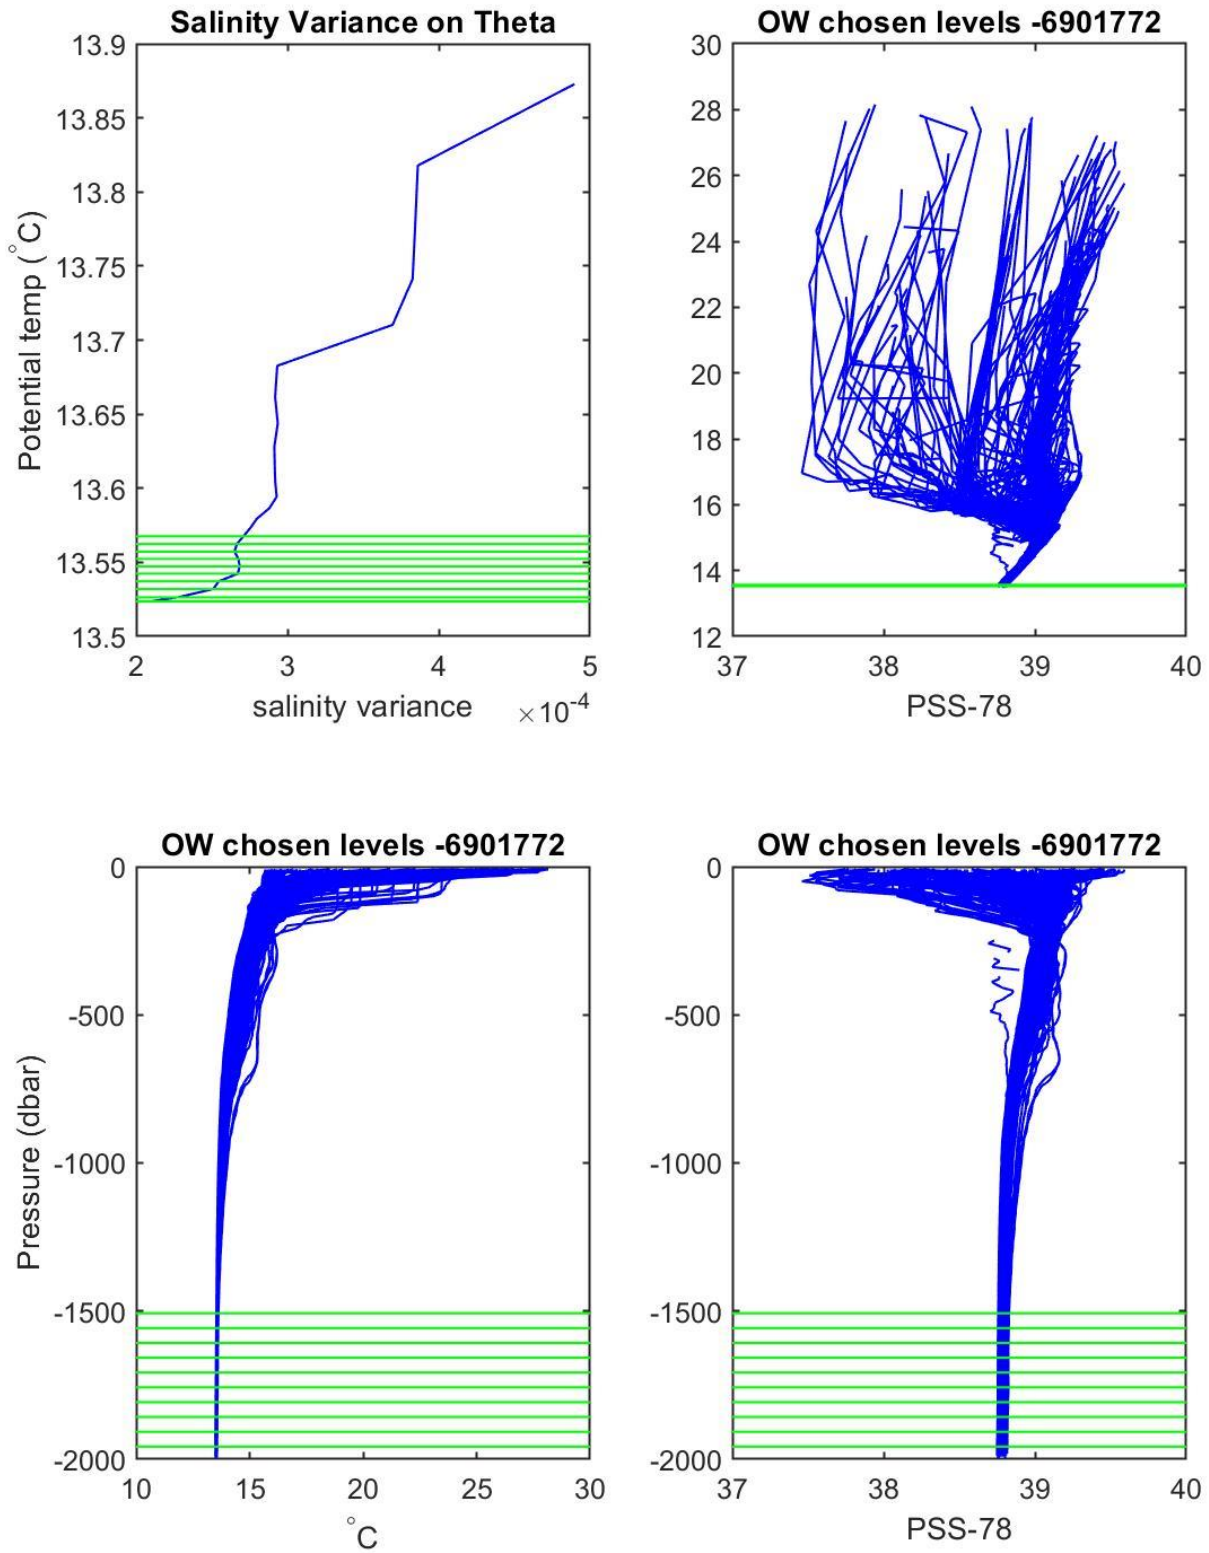 Salinity Variance on Theta
13.9
13.85
13.8
13.75
13.7
13.65
13.6
13.55
13.5
Potential temp (°C)
2 3 4 5
salinity variance ×10-4
OW chosen levels -6901772
30
28
26
24
22
20
18
16
14
12
37 38 39 40
PSS-78
OW chosen levels -6901772
0
-500
-1000
-1500
-2000
Pressure (dbar)
10 15 20 25 30
°C
OW chosen levels -6901772
0
-500
-1000
-1500
-2000
37 38 39 40
PSS-78